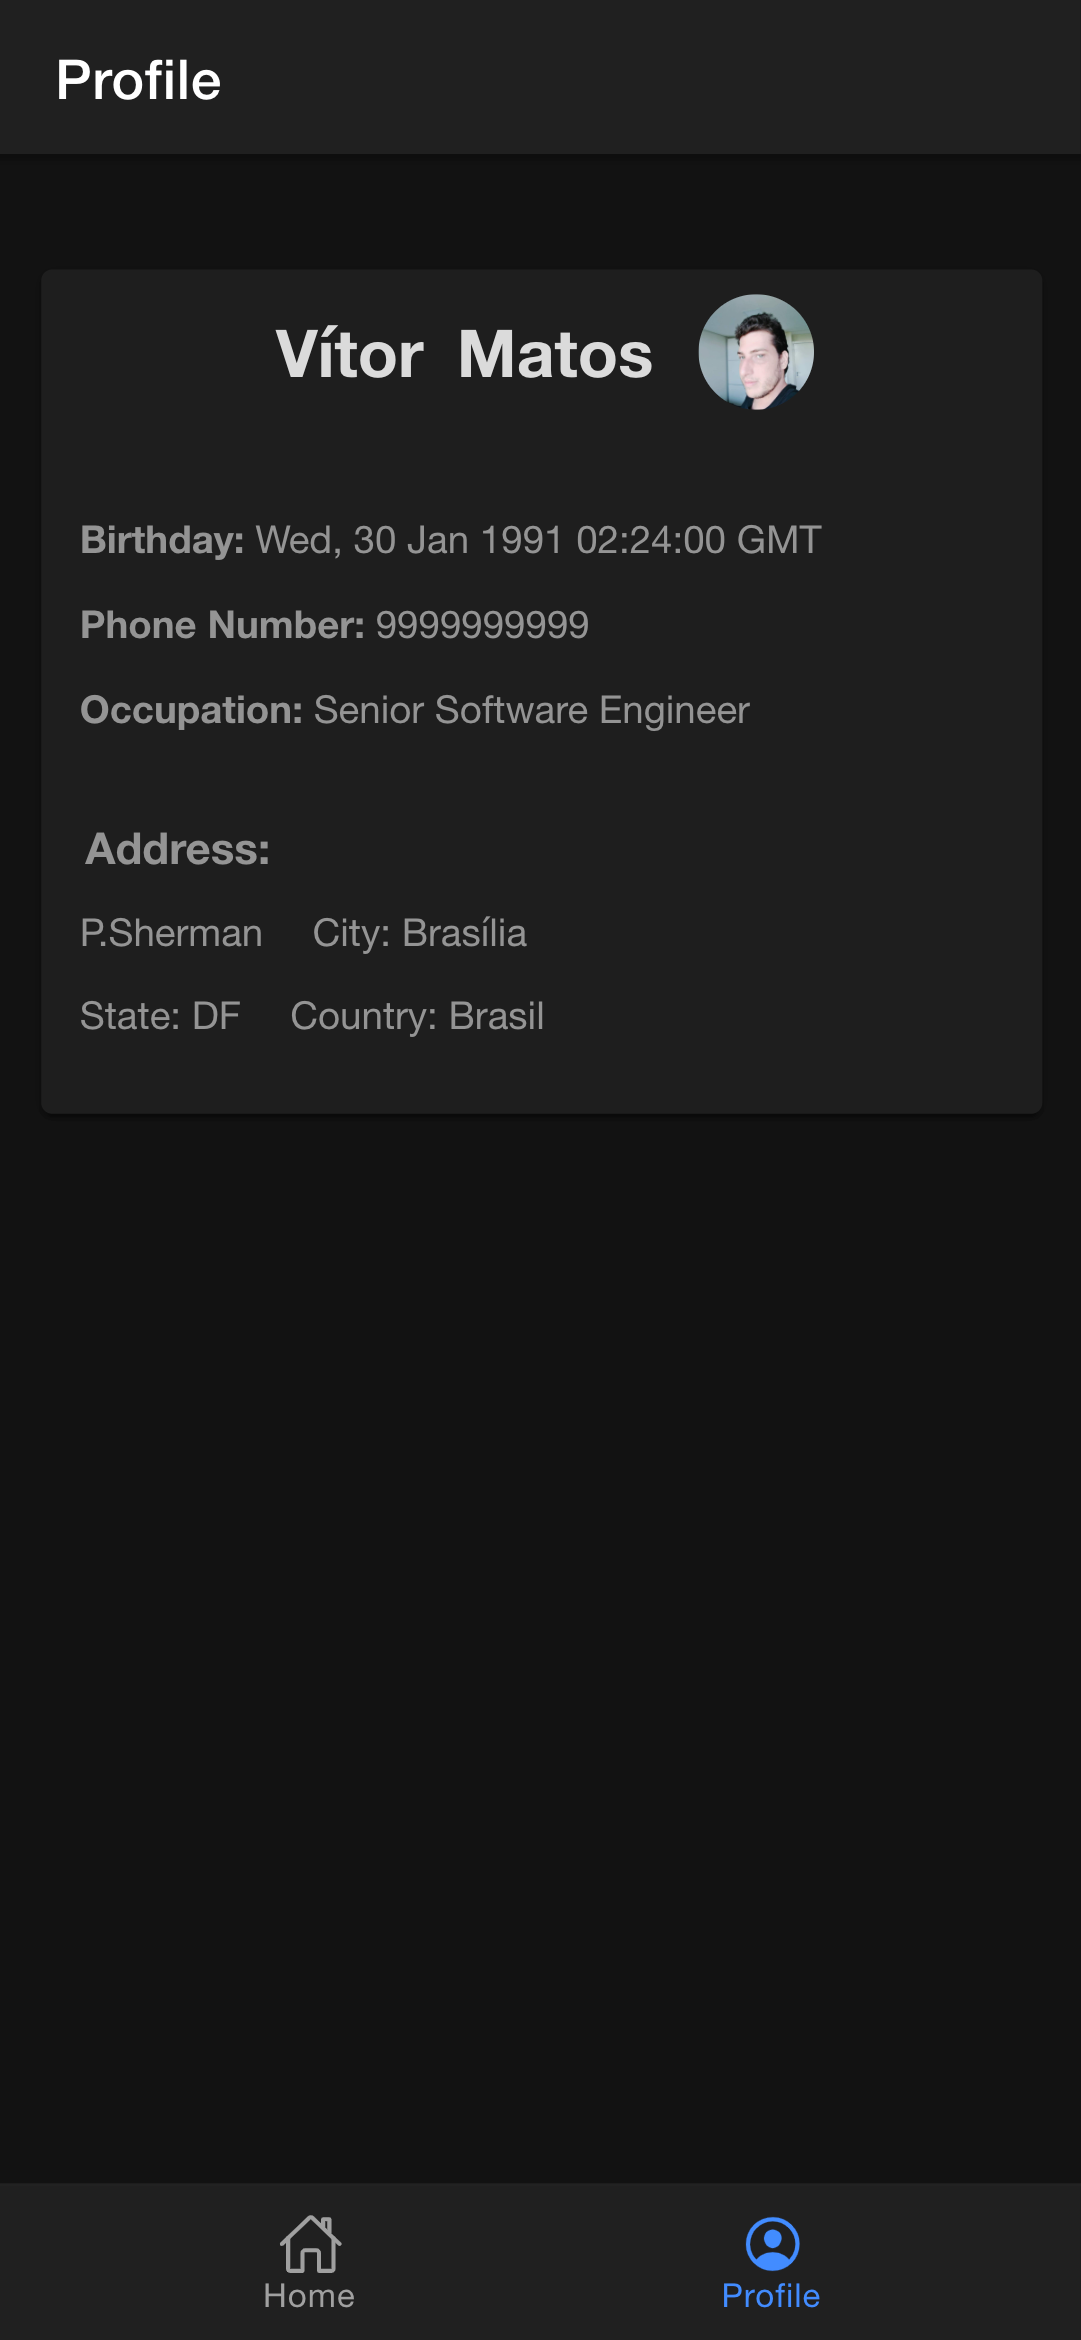 Profile
Vítor Matos
Birthday: Wed, 30 Jan 1991 02:24:00 GMT
Phone Number: 9999999999
Occupation: Senior Software Engineer
Address:
P.Sherman City: Brasília
State: DF Country: Brasil
Home Profile